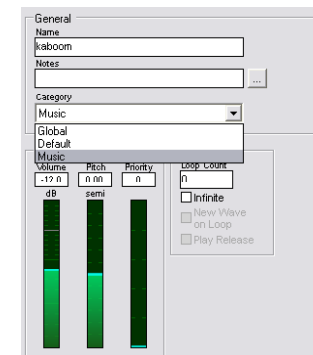 General
Name
kaboom
Notes
...
Category
Music
Global
Default
Music
Volume Pitch Priority Loop Count
-12.0 0.00 0 0
dB semi
Infinite
New Wave
on Loop
Play Release